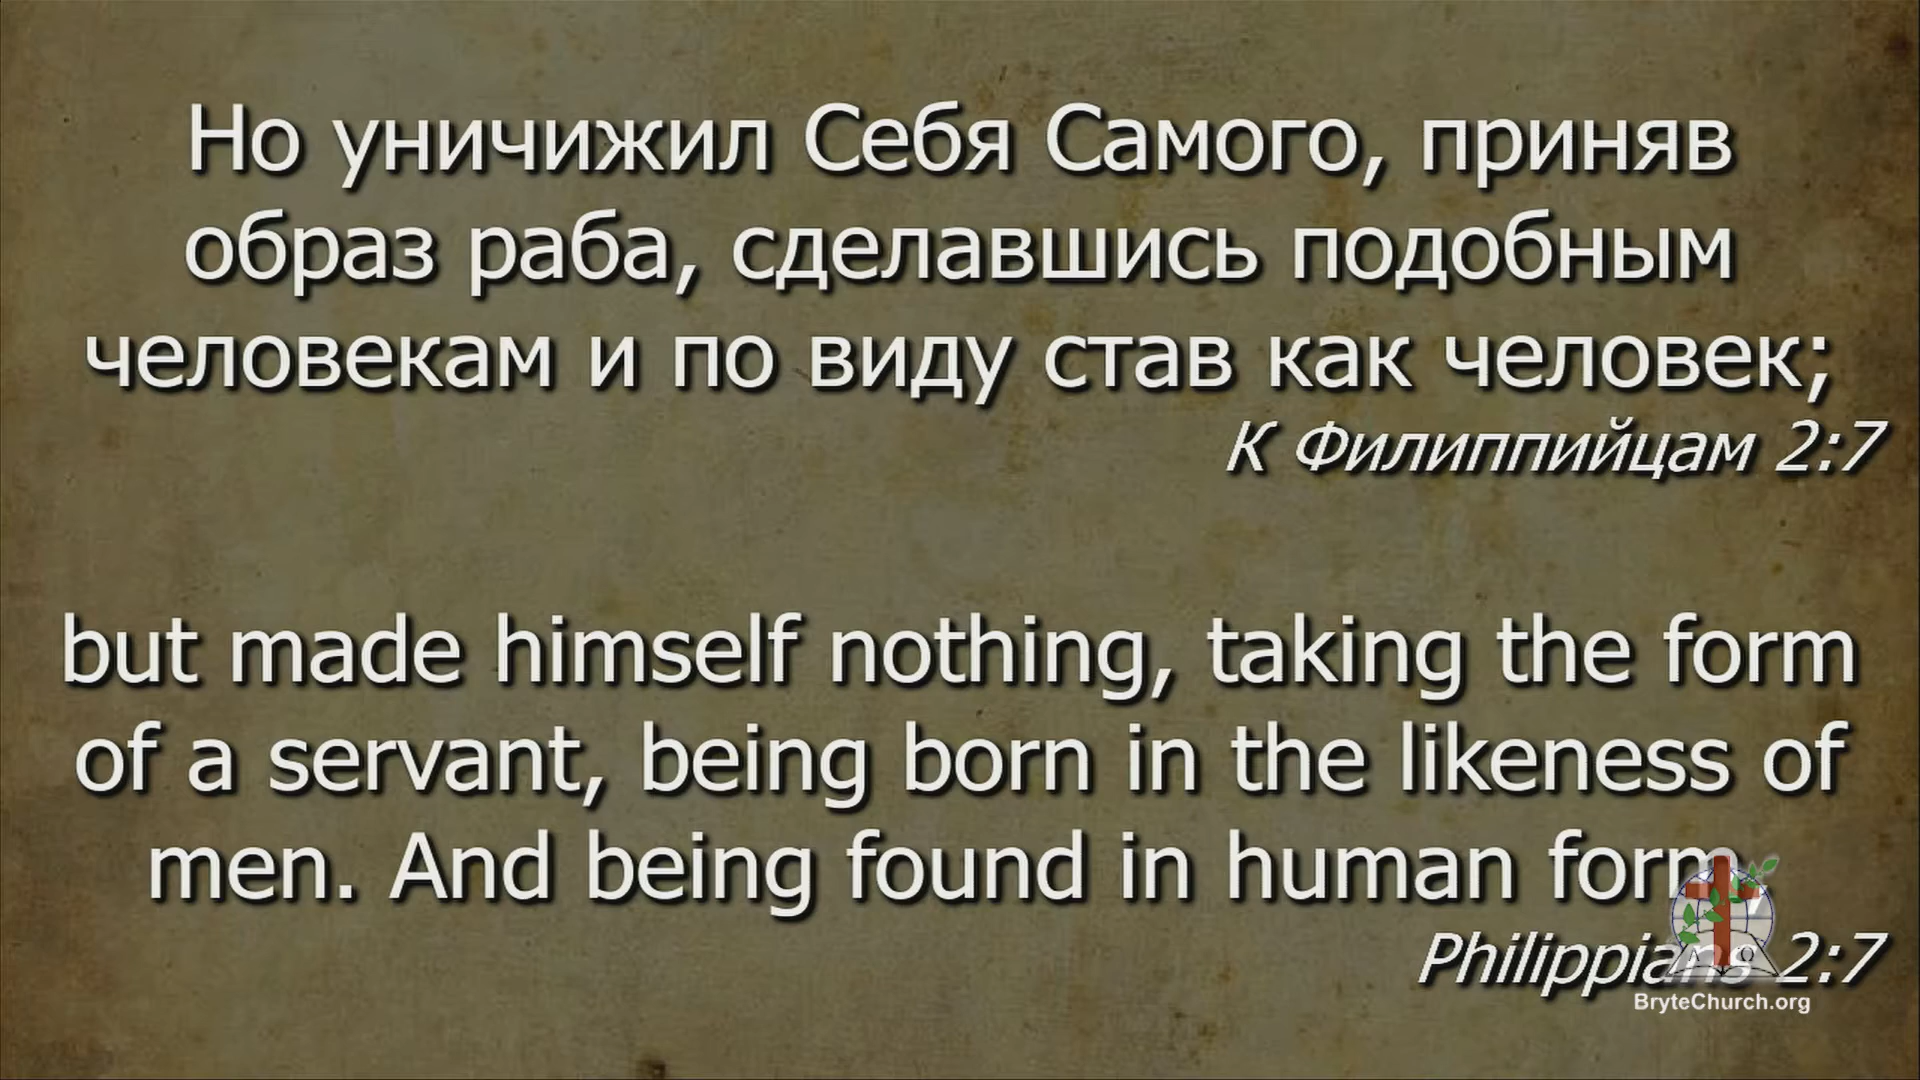 Но уничижил Себя Самого, приняв
образ раба, сделавшись подобным
человекам и по виду став как человек;
К Филиппийцам 2:7
but made himself nothing, taking the form
of a servant, being born in the likeness of
men. And being found in human form,
Philippians 2:7
BryteChurch.org